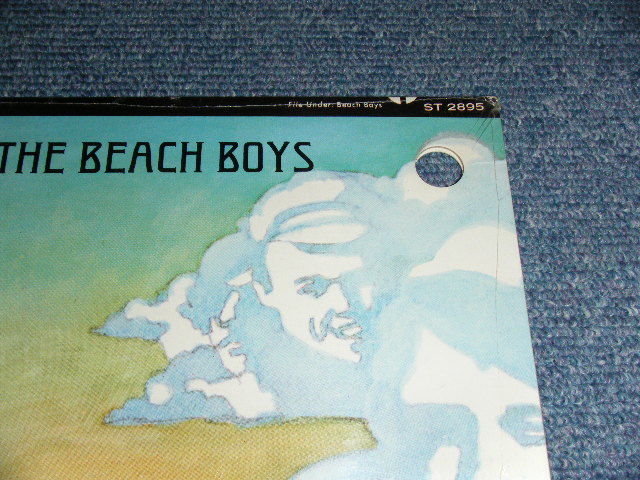 File Under: Beach Boys
ST 2895
THE BEACH BOYS